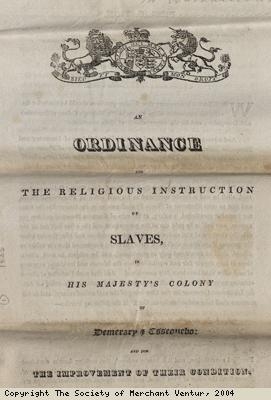 AN
ORDINANCE
FOR
THE RELIGIOUS INSTRUCTION
OF
SLAVES,
IN
HIS MAJESTY'S COLONY
OF
Demerary & Essequebo:
AND FOR
THE IMPROVEMENT OF THEIR CONDITION.
Copyright The Society of Merchant Ventur, 2004